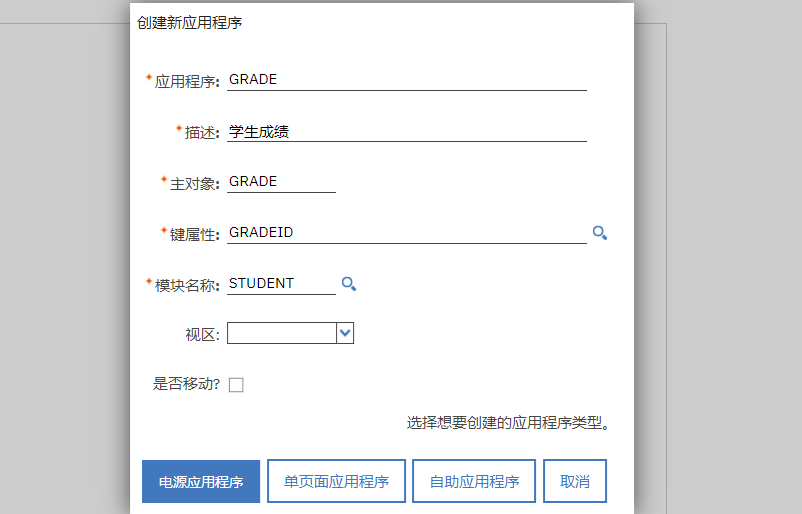 创建新应用程序
*应用程序: GRADE
*描述: 学生成绩
*主对象: GRADE
*键属性: GRADEID
*模块名称: STUDENT
视区:
是否移动?
选择想要创建的应用程序类型。
电源应用程序 单页面应用程序 自助应用程序 取消